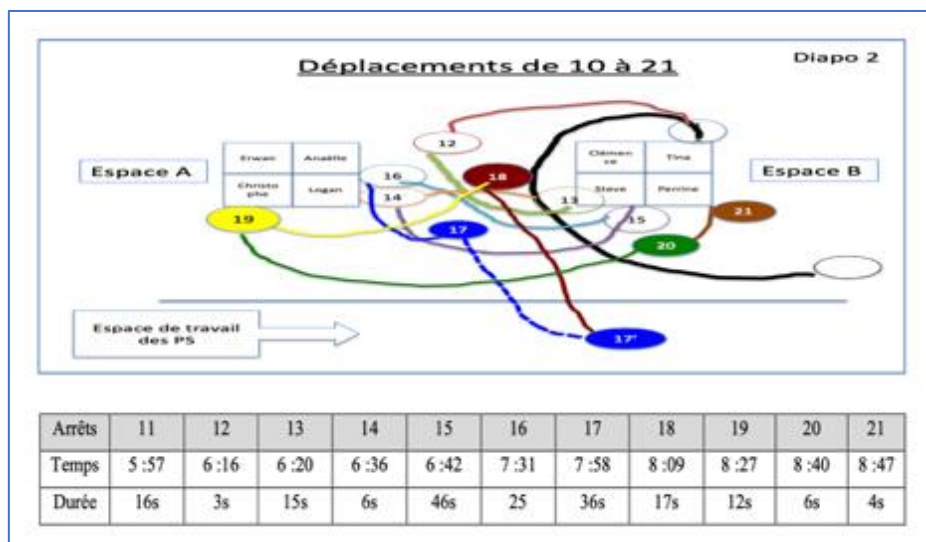 Diapo 2
Déplacements de 10 à 21
Espace A
Erwan Anaëlle
Christo
phe Logan
12
16
14
18
13
15
17
19
20
21
Clémen
ce Tina
Steve Perrine
Espace B
Espace de travail
des PS
17'
Arrêts 11 12 13 14 15 16 17 18 19 20 21
Temps 5 :57 6 :16 6 :20 6 :36 6 :42 7 :31 7 :58 8 :09 8 :27 8 :40 8 :47
Durée 16s 3s 15s 6s 46s 25 36s 17s 12s 6s 4s